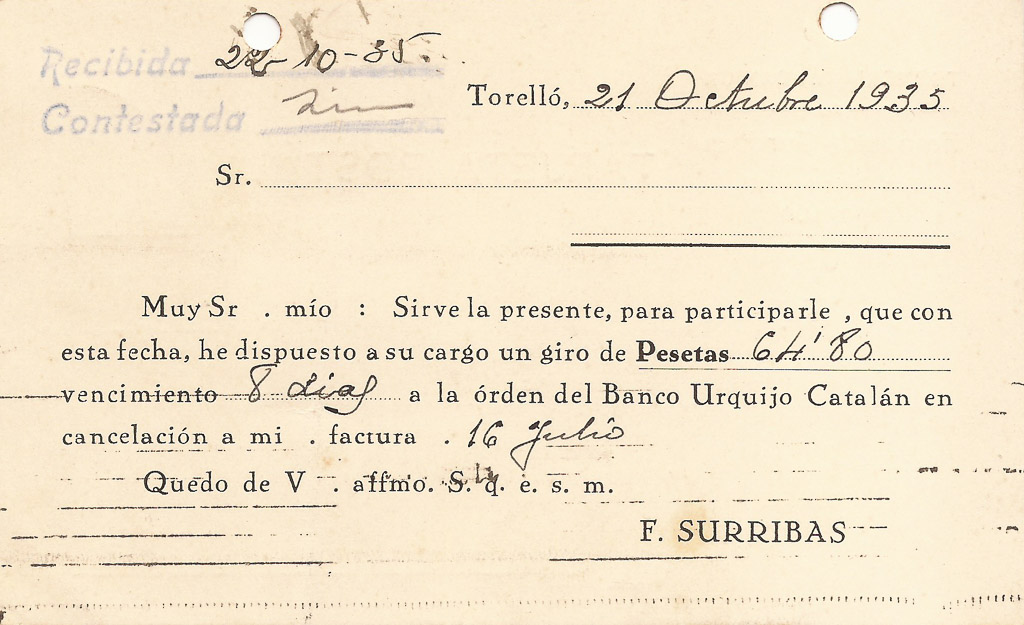 Recibida 22-10-35.
Contestada
Torelló, 21 Octubre 1935
Sr.
Muy Sr . mío : Sirve la presente, para participarle , que con
esta fecha, he dispuesto a su cargo un giro de Pesetas 64'80
vencimiento 8 dias a la órden del Banco Urquijo Catalán en
cancelación a mi . factura . 16 Julio
Quedo de V . affmo. S. q. e. s. m.
F. SURRIBAS